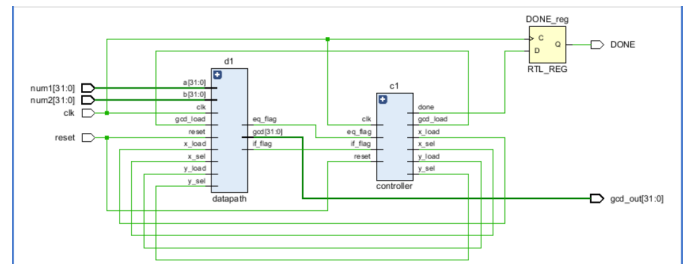 DONE_reg
C
D
Q
RTL_REG
DONE
num1[31:0]
num2[31:0]
clk
reset
d1
a[31:0]
b[31:0]
clk
gcd_load
reset
x_load
x_sel
y_load
y_sel
eq_flag
gcd[31:0]
if_flag
datapath
c1
clk
eq_flag
if_flag
reset
done
gcd_load
x_load
x_sel
y_load
y_sel
controller
gcd_out[31:0]